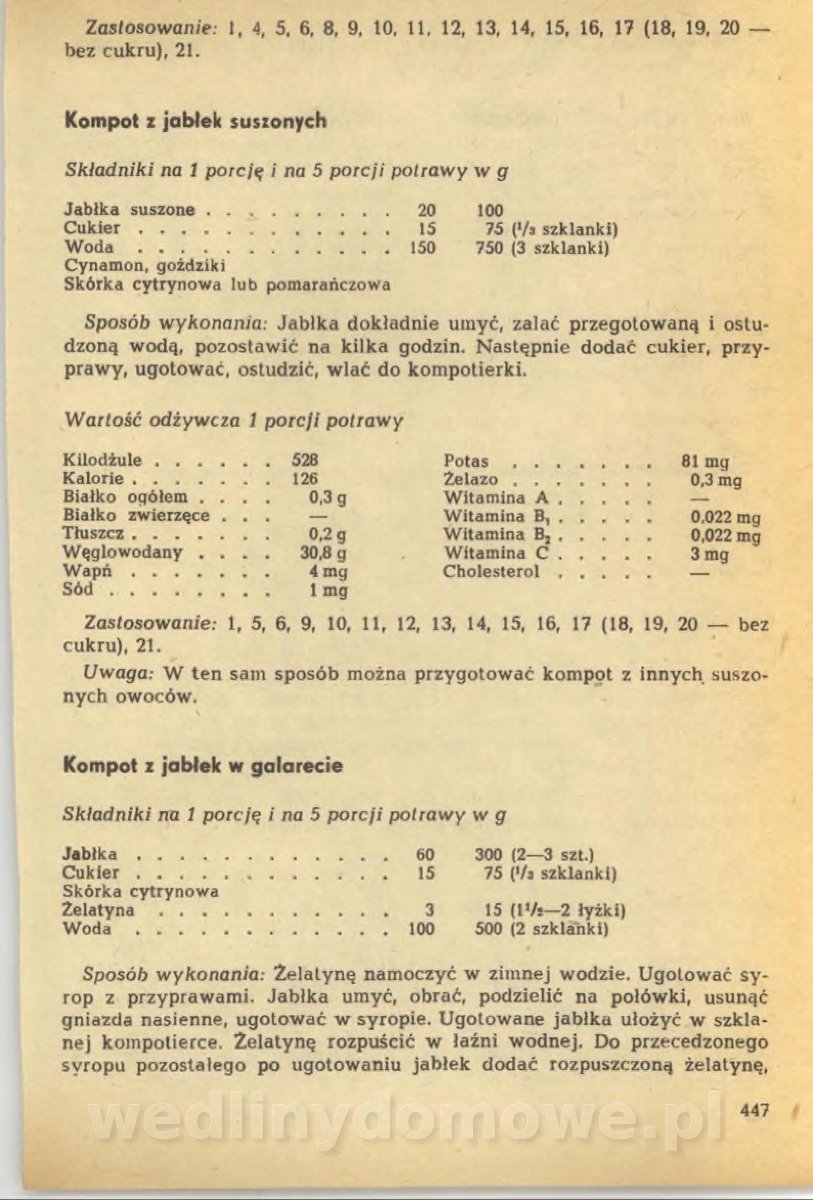 Zastosowanie: 1, 4, 5, 6, 8, 9, 10, 11, 12, 13, 14, 15, 16, 17 (18, 19, 20 —
bez cukru), 21.
Kompot z jabłek suszonych
Składniki na 1 porcję i na 5 porcji potrawy w g
Jabłka suszone . . . . . . . . . 20 100
Cukier . . . . . . . . . . . . 15 75 (1/3 szklanki)
Woda . . . . . . . . . . . . 150 750 (3 szklanki)
Cynamon, goździki
Skórka cytrynowa lub pomarańczowa
Sposób wykonania: Jabłka dokładnie umyć, zalać przegotowaną i ostu-
dzoną wodą, pozostawić na kilka godzin. Następnie dodać cukier, przy-
prawy, ugotować, ostudzić, wlać do kompotierki.
Wartość odżywcza 1 porcji potrawy
Kilodżule . . . . . . 528 Potas . . . . . . . 81 mg
Kalorie . . . . . . . 126 Żelazo . . . . . . . 0,3 mg
Białko ogółem . . . . 0,3 g Witamina A . . . . . —
Białko zwierzęce . . . — Witamina B₁ . . . . . 0,022 mg
Tłuszcz . . . . . . . 0,2 g Witamina B₂ . . . . . 0,022 mg
Węglowodany . . . . 30,8 g Witamina C . . . . . 3 mg
Wapń . . . . . . . 4 mg Cholesterol . . . . . —
Sód . . . . . . . . 1 mg
Zastosowanie: 1, 5, 6, 9, 10, 11, 12, 13, 14, 15, 16, 17 (18, 19, 20 — bez
cukru), 21.
Uwaga: W ten sam sposób można przygotować kompot z innych suszo-
nych owoców.
Kompot z jabłek w galarecie
Składniki na 1 porcję i na 5 porcji potrawy w g
Jabłka . . . . . . . . . . . . 60 300 (2—3 szt.)
Cukier . . . . . . . . . . . . 15 75 (1/3 szklanki)
Skórka cytrynowa
Żelatyna . . . . . . . . . . . 3 15 (1 1/2—2 łyżki)
Woda . . . . . . . . . . . . 100 500 (2 szklanki)
Sposób wykonania: Żelatynę namoczyć w zimnej wodzie. Ugotować sy-
rop z przyprawami. Jabłka umyć, obrać, podzielić na połówki, usunąć
gniazda nasienne, ugotować w syropie. Ugotowane jabłka ułożyć w szkla-
nej kompotierce. Żelatynę rozpuścić w łaźni wodnej. Do przecedzonego
syropu pozostałego po ugotowaniu jabłek dodać rozpuszczoną żelatynę,
447
wedlinydomowe.pl